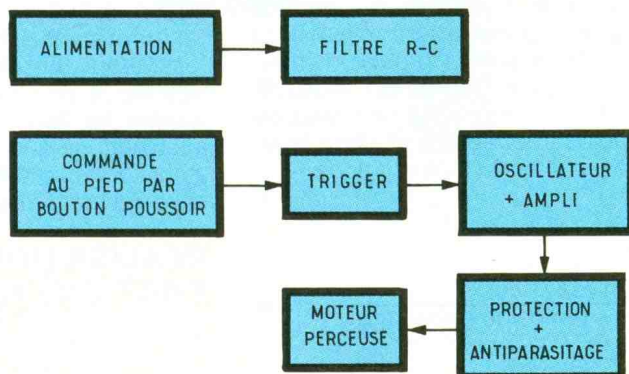 ALIMENTATION
FILTRE R-C
COMMANDE
AU PIED PAR
BOUTON POUSSOIR
TRIGGER
OSCILLATEUR
+ AMPLI
PROTECTION
+
ANTIPARASITAGE
MOTEUR
PERCEUSE